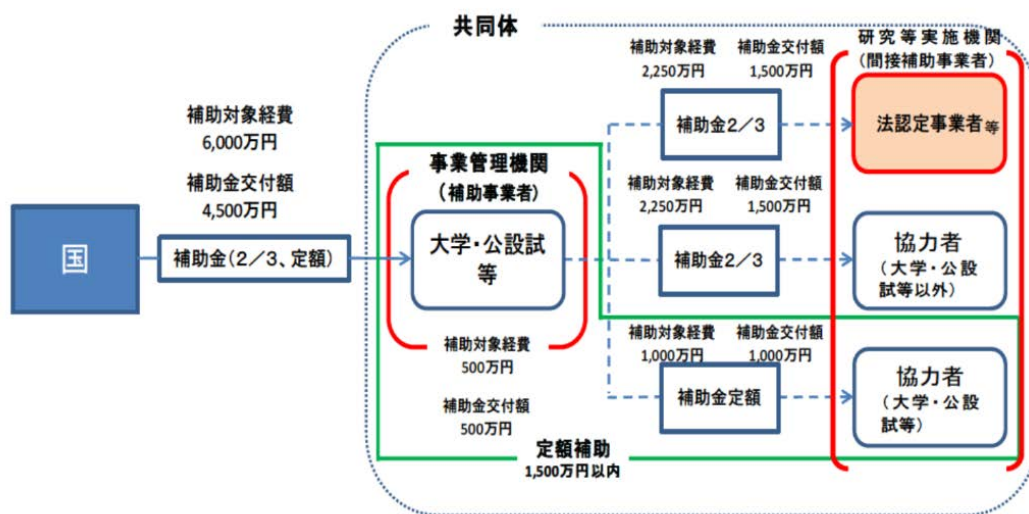 共同体
補助対象経費
6,000万円
補助金交付額
4,500万円
国
補助金(2/3、定額)
事業管理機関
(補助事業者)
大学・公設試
等
補助対象経費
500万円
補助金交付額
500万円
定額補助
1,500万円以内
補助対象経費 補助金交付額
2,250万円 1,500万円
補助金2/3
補助対象経費 補助金交付額
2,250万円 1,500万円
補助金2/3
補助対象経費 補助金交付額
1,000万円 1,000万円
補助金定額
研究等実施機関
(間接補助事業者)
法認定事業者等
協力者
(大学・公設
試等以外)
協力者
(大学・公設
試等)